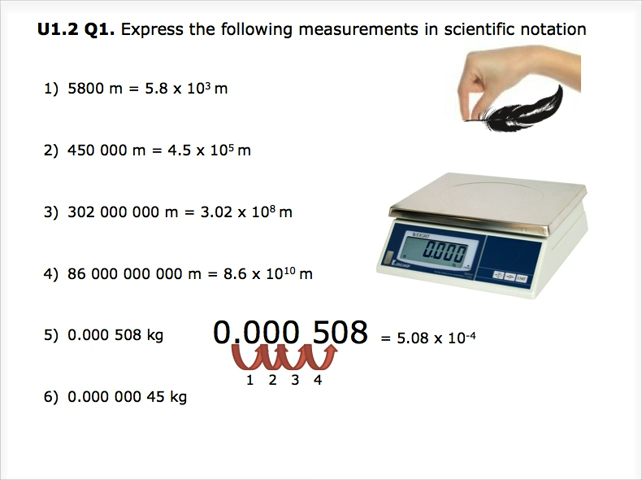 U1.2 Q1. Express the following measurements in scientific notation
1) 5800 m = 5.8 x 10³ m
2) 450 000 m = 4.5 x 10⁵ m
3) 302 000 000 m = 3.02 x 10⁸ m
WEIGHT
0.000
4) 86 000 000 000 m = 8.6 x 10¹⁰ m
5) 0.000 508 kg 0.000 508 = 5.08 x 10⁻⁴
1 2 3 4
6) 0.000 000 45 kg